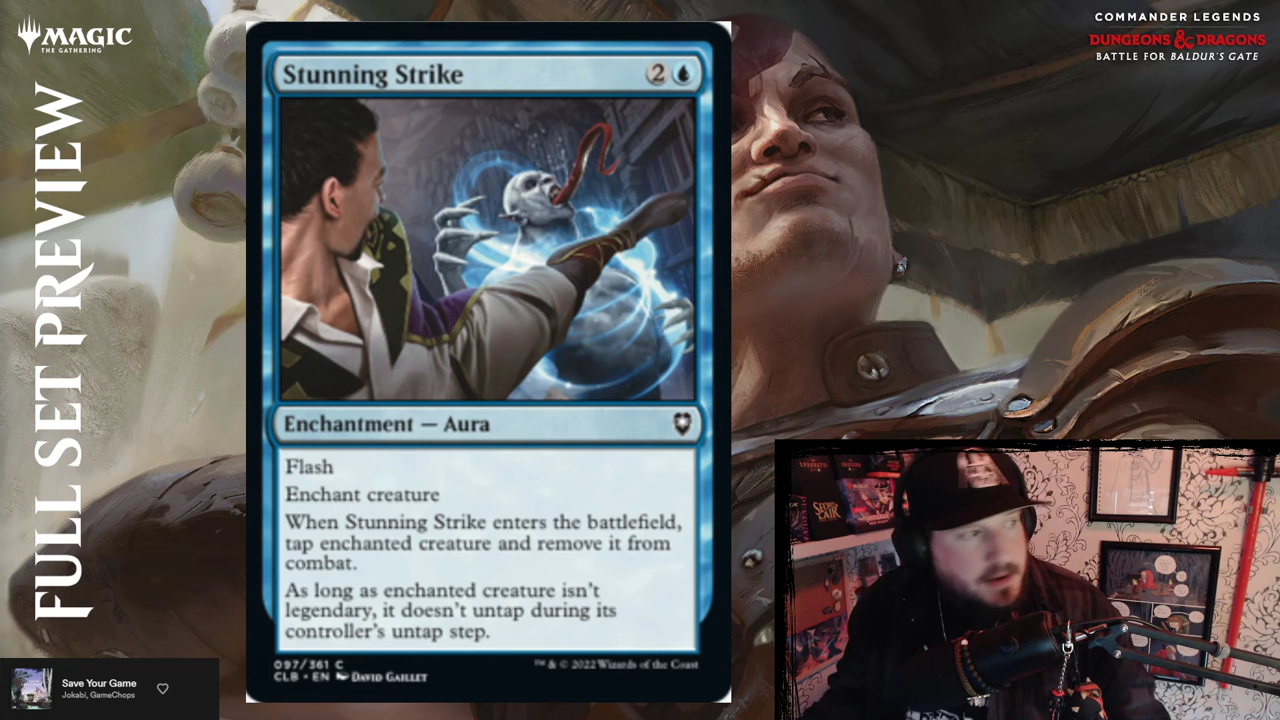 MAGIC
THE GATHERING
FULL SET PREVIEW
COMMANDER LEGENDS
DUNGEONS & DRAGONS
BATTLE FOR BALDUR'S GATE
Stunning Strike 2
Enchantment — Aura
Flash
Enchant creature
When Stunning Strike enters the battlefield,
tap enchanted creature and remove it from
combat.
As long as enchanted creature isn't
legendary, it doesn't untap during its
controller's untap step.
097/361 C
CLB • EN DAVID GAILLET
™ & © 2022 Wizards of the Coast
SECRET
LAIR
MAGIC
Save Your Game
Jokabi, GameChops